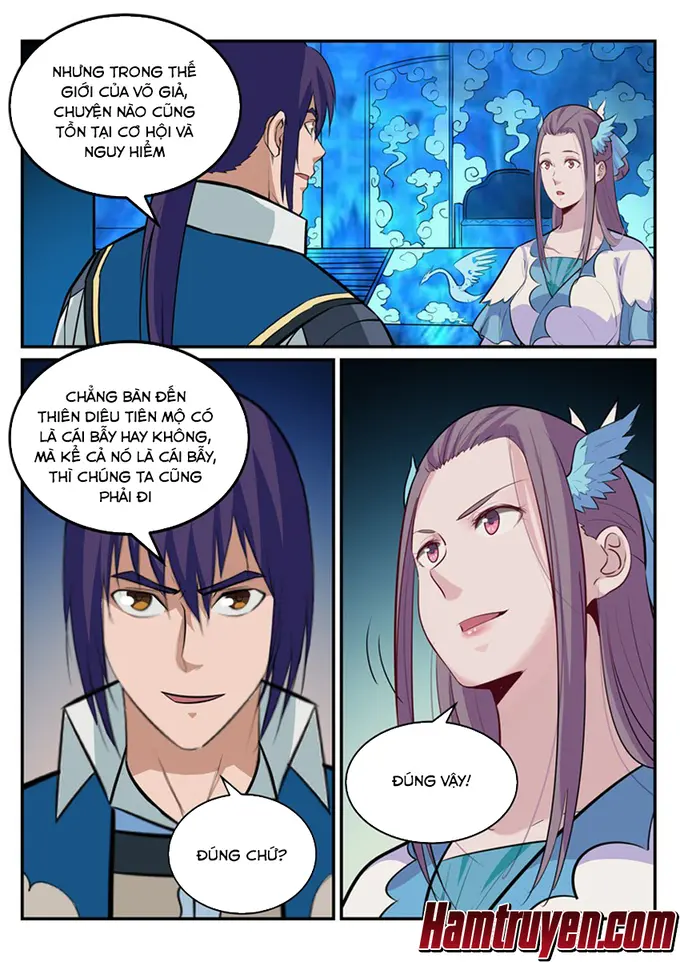 NHƯNG TRONG THẾ
GIỚI CỦA VÕ GIẢ,
CHUYỆN NÀO CŨNG
TỒN TẠI CƠ HỘI VÀ
NGUY HIỂM
CHẲNG BÀN ĐẾN
THIÊN DIÊU TIÊN MỘ CÓ
LÀ CÁI BẪY HAY KHÔNG,
MÀ KỂ CẢ NÓ LÀ CÁI BẪY,
THÌ CHÚNG TA CŨNG
PHẢI ĐI
ĐÚNG CHỨ?
ĐÚNG VẬY!
Hamtruyen.com